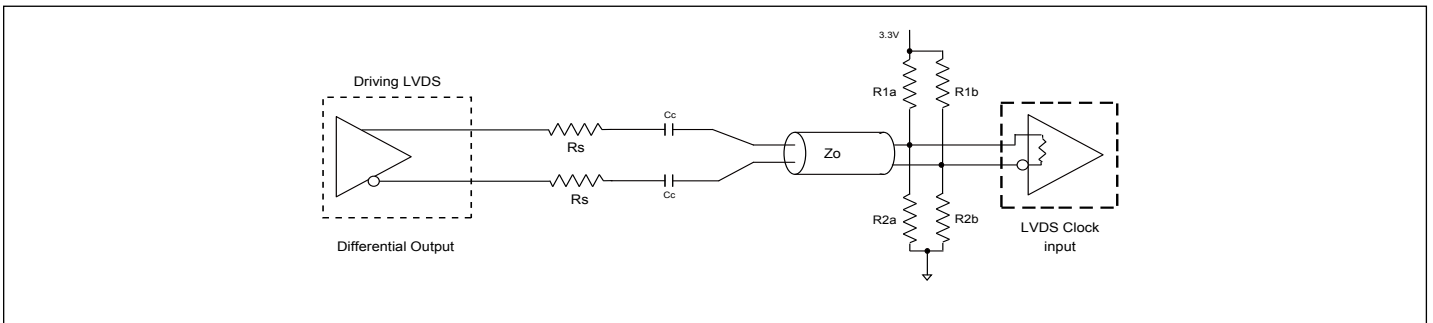 3.3V
Driving LVDS
R1a
R1b
Cc
Rs
Zo
Cc
Rs
R2a
R2b
LVDS Clock
input
Differential Output